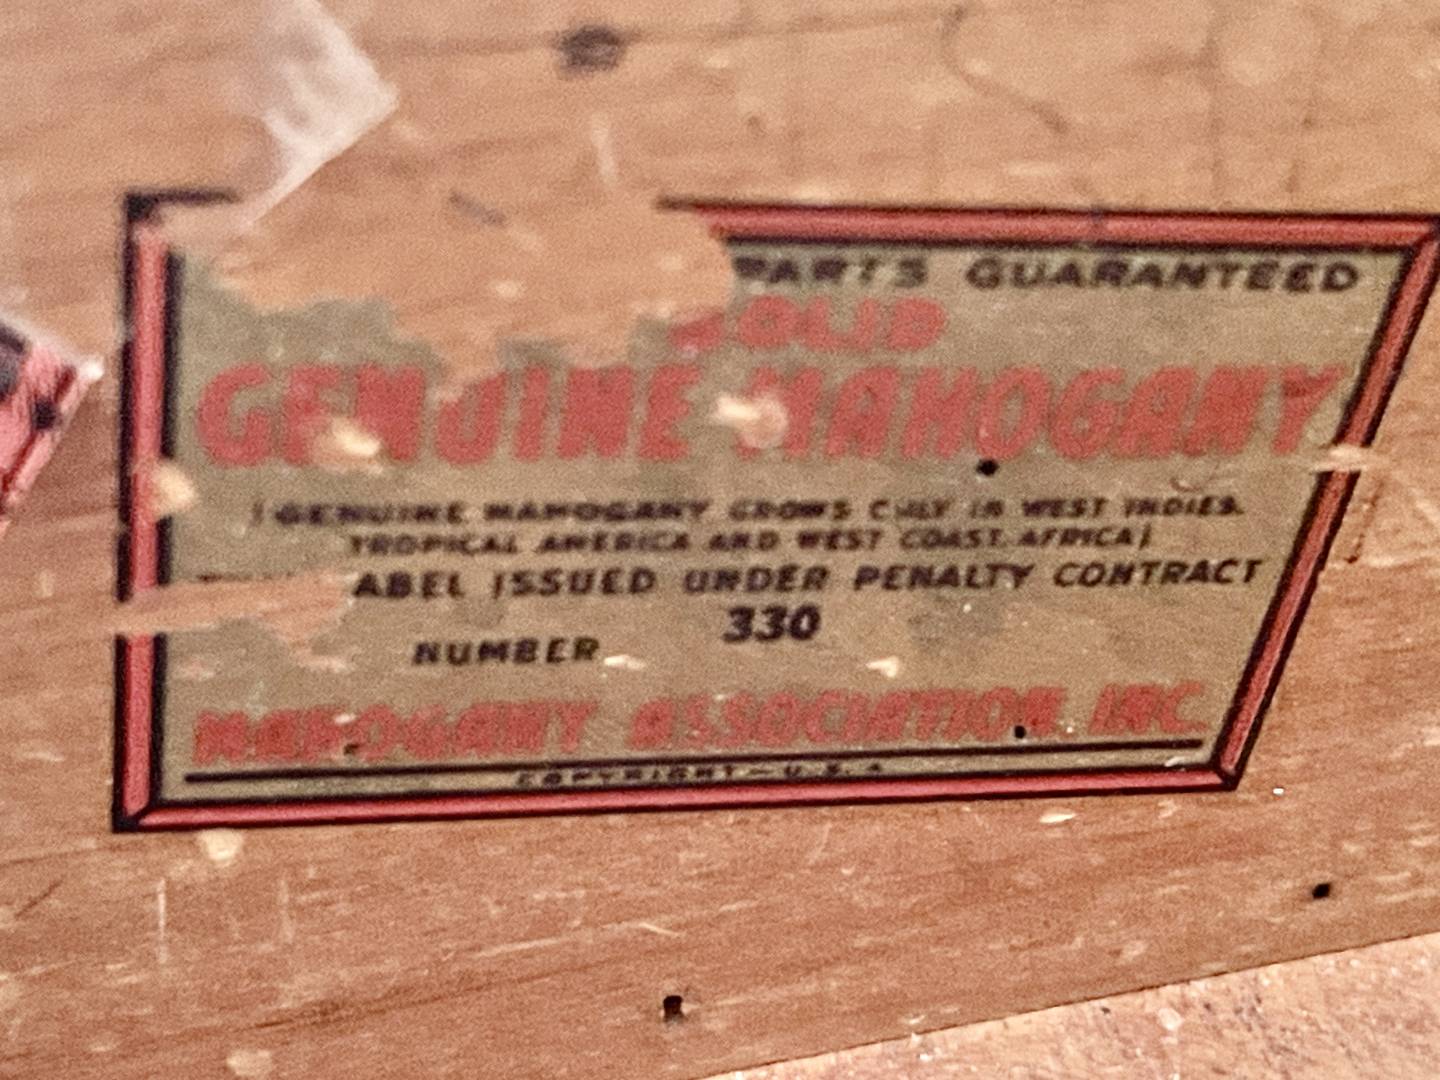 PARTS GUARANTEED
SOLID
GENUINE MAHOGANY
(GENUINE MAHOGANY GROWS ONLY IN WEST INDIES.
TROPICAL AMERICA AND WEST COAST AFRICA)
ABEL ISSUED UNDER PENALTY CONTRACT
330
NUMBER
MAHOGANY ASSOCIATION INC.
COPYRIGHT - U.S.A